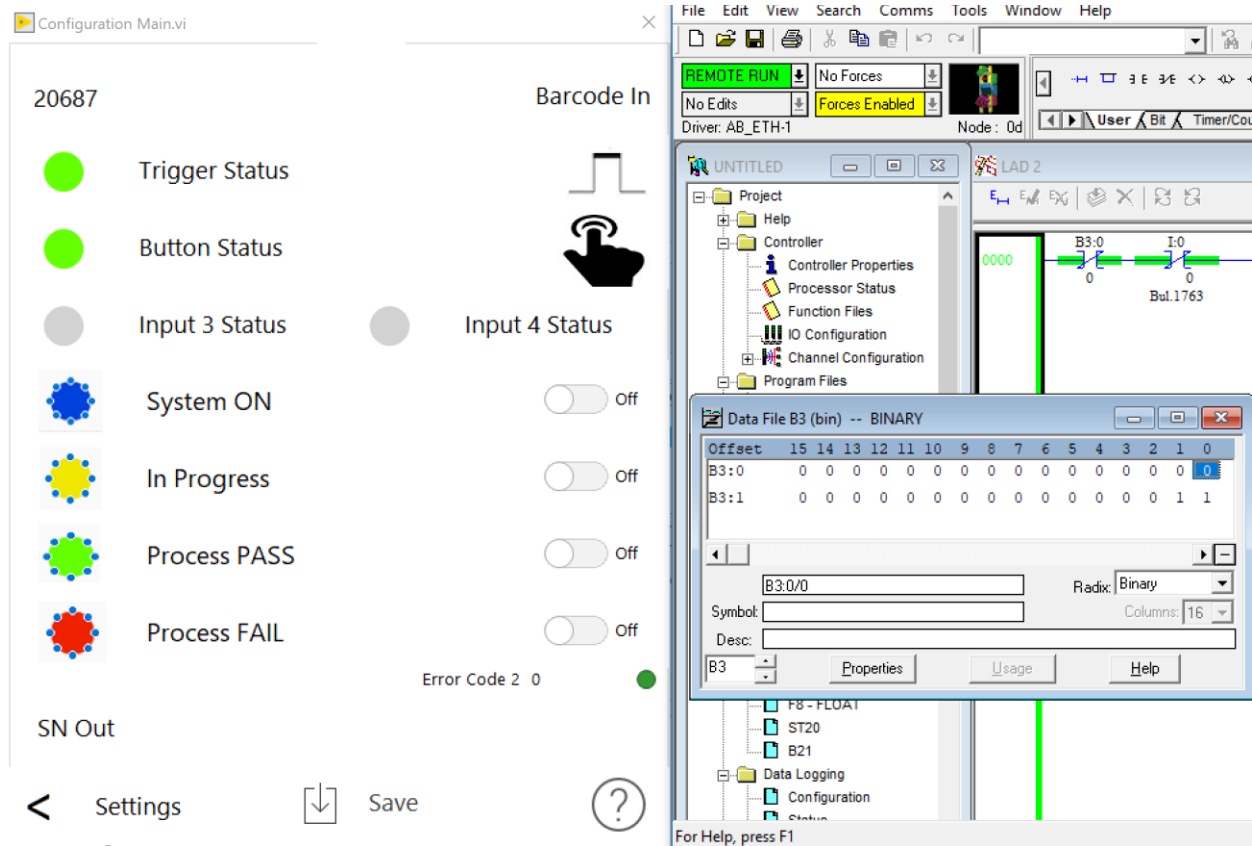 Configuration Main.vi
20687
Barcode In
Trigger Status
Button Status
Input 3 Status
Input 4 Status
System ON
Off
In Progress
Off
Process PASS
Off
Process FAIL
Off
Error Code 2 0
SN Out
< Settings
Save
?
File Edit View Search Comms Tools Window Help
REMOTE RUN
No Forces
No Edits
Forces Enabled
Driver: AB_ETH-1
Node : 0d
User Bit Timer/Cou
UNTITLED
LAD 2
Project
Help
Controller
Controller Properties
Processor Status
Function Files
IO Configuration
Channel Configuration
Program Files
0000
B3:0
0
I:0
0
Bul.1763
Data File B3 (bin) -- BINARY
Offset 15 14 13 12 11 10 9 8 7 6 5 4 3 2 1 0
B3:0 0 0 0 0 0 0 0 0 0 0 0 0 0 0 0 0
B3:1 0 0 0 0 0 0 0 0 0 0 0 0 0 0 1 1
B3:0/0
Radix: Binary
Symbol:
Columns: 16
Desc:
B3
Properties
Usage
Help
F8 - FLOAT
ST20
B21
Data Logging
Configuration
Status
For Help, press F1